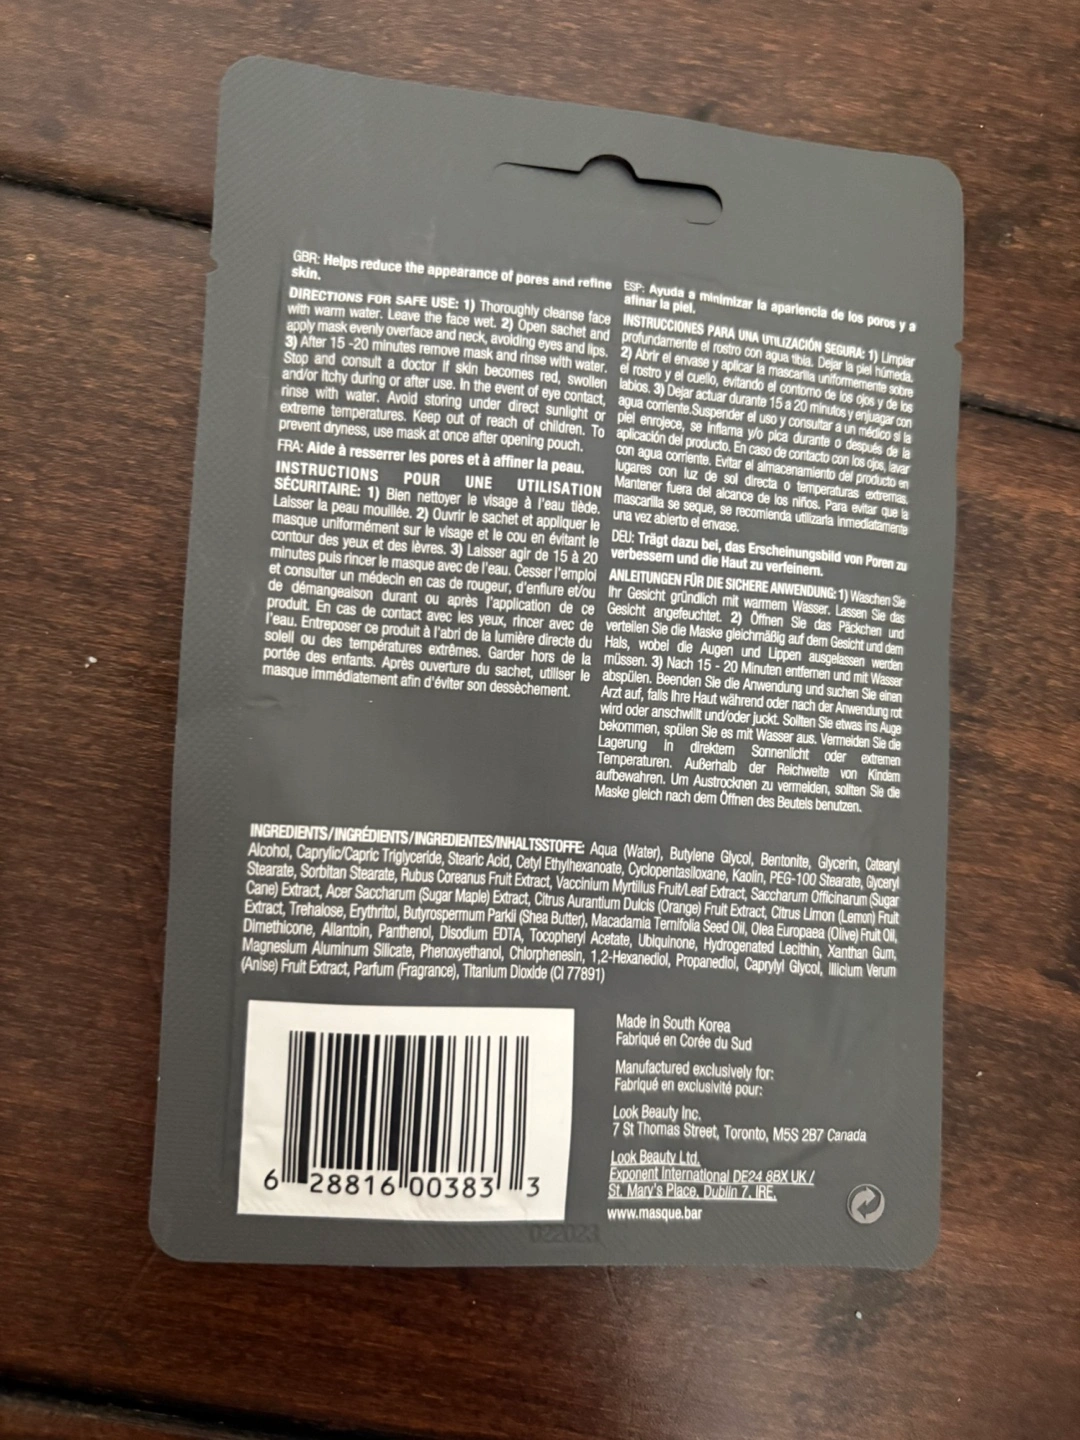 GBR: Helps reduce the appearance of pores and refine
skin.
DIRECTIONS FOR SAFE USE: 1) Thoroughly cleanse face
with warm water. Leave the face wet. 2) Open sachet and
apply mask evenly overface and neck, avoiding eyes and lips.
3) After 15 -20 minutes remove mask and rinse with water.
Stop and consult a doctor if skin becomes red, swollen
and/or itchy during or after use. In the event of eye contact,
rinse with water. Avoid storing under direct sunlight or
extreme temperatures. Keep out of reach of children. To
prevent dryness, use mask at once after opening pouch.
FRA: Aide à resserrer les pores et à affiner la peau.
INSTRUCTIONS POUR UNE UTILISATION
SÉCURITAIRE: 1) Bien nettoyer le visage à l'eau tiède.
Laisser la peau mouillée. 2) Ouvrir le sachet et appliquer le
masque uniformément sur le visage et le cou en évitant le
contour des yeux et des lèvres. 3) Laisser agir de 15 à 20
minutes puis rincer le masque avec de l'eau. Cesser l'emploi
et consulter un médecin en cas de rougeur, d'enflure et/ou
de démangeaison durant ou après l'application de ce
produit. En cas de contact avec les yeux, rincer avec de
l'eau. Entreposer ce produit à l'abri de la lumière directe du
soleil ou des températures extrêmes. Garder hors de la
portée des enfants. Après ouverture du sachet, utiliser le
masque immédiatement afin d'éviter son dessèchement.
ESP: Ayuda a minimizar la apariencia de los poros y a
afinar la piel.
INSTRUCCIONES PARA UNA UTILIZACIÓN SEGURA: 1) Limpiar
profundamente el rostro con agua tibia. Dejar la piel húmeda.
2) Abrir el envase y aplicar la mascarilla uniformemente sobre
el rostro y el cuello, evitando el contorno de los ojos y de los
labios. 3) Dejar actuar durante 15 a 20 minutos y enjuagar con
agua corriente.Suspender el uso y consultar a un médico si la
piel enrojece, se inflama y/o pica durante o después de la
aplicación del producto. En caso de contacto con los ojos, lavar
con agua corriente. Evitar el almacenamiento del producto en
lugares con luz de sol directa o temperaturas extremas.
Mantener fuera del alcance de los niños. Para evitar que la
mascarilla se seque, se recomienda utilizarla inmediatamente
una vez abierto el envase.
DEU: Trägt dazu bei, das Erscheinungsbild von Poren zu
verbessern und die Haut zu verfeinern.
ANLEITUNGEN FÜR DIE SICHERE ANWENDUNG: 1) Waschen Sie
Ihr Gesicht gründlich mit warmem Wasser. Lassen Sie das
Gesicht angefeuchtet. 2) Öffnen Sie das Päckchen und
verteilen Sie die Maske gleichmäßig auf dem Gesicht und dem
Hals, wobei die Augen und Lippen ausgelassen werden
müssen. 3) Nach 15 - 20 Minuten entfernen und mit Wasser
abspülen. Beenden Sie die Anwendung und suchen Sie einen
Arzt auf, falls Ihre Haut während oder nach der Anwendung rot
wird oder anschwillt und/oder juckt. Sollten Sie etwas ins Auge
bekommen, spülen Sie es mit Wasser aus. Vermeiden Sie die
Lagerung in direktem Sonnenlicht oder extremen
Temperaturen. Außerhalb der Reichweite von Kindern
aufbewahren. Um Austrocknen zu vermeiden, sollten Sie die
Maske gleich nach dem Öffnen des Beutels benutzen.
INGREDIENTS/INGRÉDIENTS/INGREDIENTES/INHALTSSTOFFE: Aqua (Water), Butylene Glycol, Bentonite, Glycerin, Cetearyl
Alcohol, Caprylic/Capric Triglyceride, Stearic Acid, Cetyl Ethylhexanoate, Cyclopentasiloxane, Kaolin, PEG-100 Stearate, Glyceryl
Stearate, Sorbitan Stearate, Rubus Coreanus Fruit Extract, Vaccinium Myrtillus Fruit/Leaf Extract, Saccharum Officinarum (Sugar
Cane) Extract, Acer Saccharum (Sugar Maple) Extract, Citrus Aurantium Dulcis (Orange) Fruit Extract, Citrus Limon (Lemon) Fruit
Extract, Trehalose, Erythritol, Butyrospermum Parkii (Shea Butter), Macadamia Ternifolia Seed Oil, Olea Europaea (Olive) Fruit Oil,
Dimethicone, Allantoin, Panthenol, Disodium EDTA, Tocopheryl Acetate, Ubiquinone, Hydrogenated Lecithin, Xanthan Gum,
Magnesium Aluminum Silicate, Phenoxyethanol, Chlorphenesin, 1,2-Hexanediol, Propanediol, Caprylyl Glycol, Illicium Verum
(Anise) Fruit Extract, Parfum (Fragrance), Titanium Dioxide (CI 77891)
6 28816 00383 3
Made in South Korea
Fabriqué en Corée du Sud
Manufactured exclusively for:
Fabriqué en exclusivité pour:
Look Beauty Inc.
7 St Thomas Street, Toronto, M5S 2B7 Canada
Look Beauty Ltd.
Exponent International DE24 8BX UK /
St. Mary's Place, Dublin 7, IRE.
www.masque.bar
022023